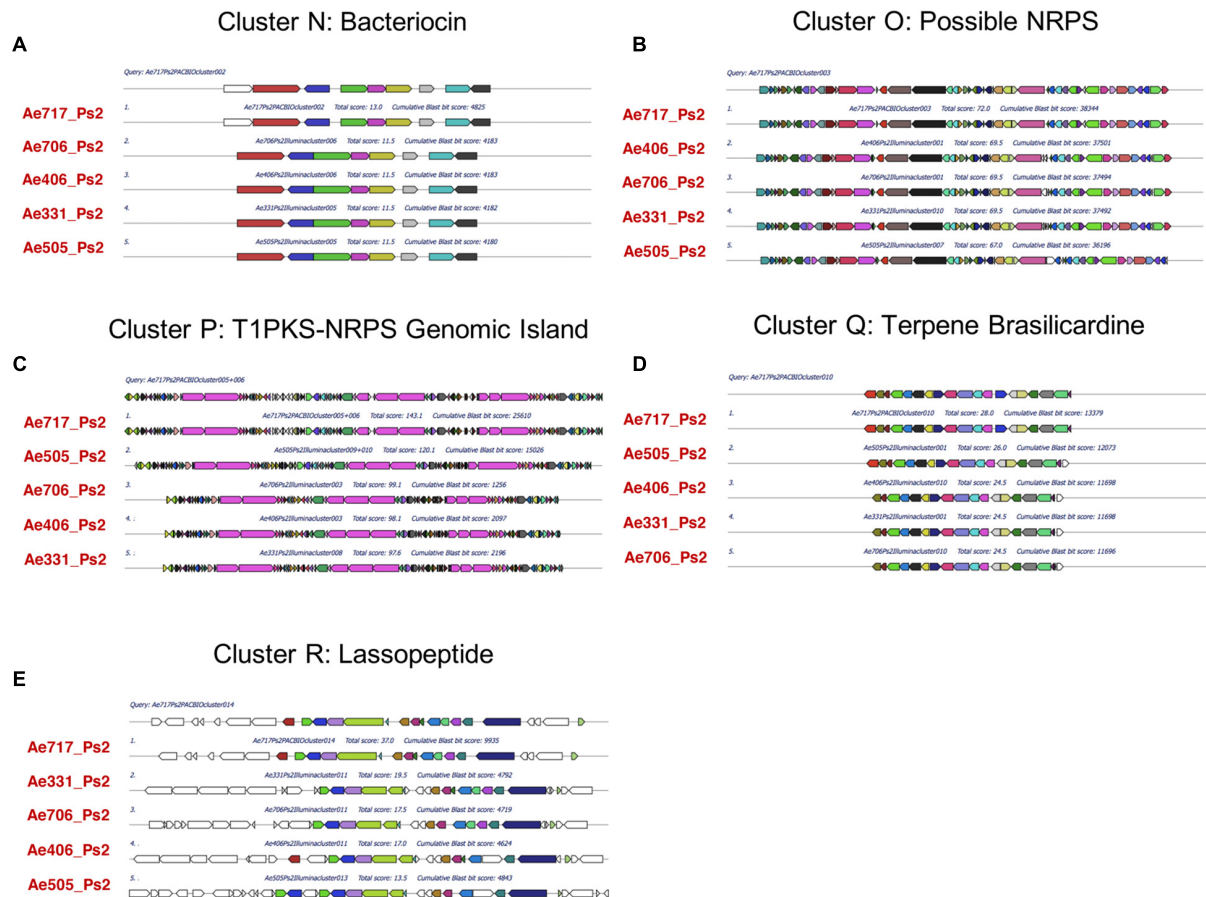 Cluster N: Bacteriocin
A
Query: Ae717Ps2PACBIOcluster002
1. Ae717Ps2PACBIOcluster002 Total score: 13.0 Cumulative Blast bit score: 4825
Ae717_Ps2
2. Ae706Ps2Illuminacluster006 Total score: 11.5 Cumulative Blast bit score: 4183
Ae706_Ps2
3. Ae406Ps2Illuminacluster006 Total score: 11.5 Cumulative Blast bit score: 4183
Ae406_Ps2
4. Ae331Ps2Illuminacluster005 Total score: 11.5 Cumulative Blast bit score: 4182
Ae331_Ps2
5. Ae505Ps2Illuminacluster005 Total score: 11.5 Cumulative Blast bit score: 4180
Ae505_Ps2
Cluster O: Possible NRPS
B
Query: Ae717Ps2PACBIOcluster003
1. Ae717Ps2PACBIOcluster003 Total score: 72.0 Cumulative Blast bit score: 38344
Ae717_Ps2
2. Ae406Ps2Illuminacluster001 Total score: 69.5 Cumulative Blast bit score: 37501
Ae406_Ps2
3. Ae706Ps2Illuminacluster001 Total score: 69.5 Cumulative Blast bit score: 37494
Ae706_Ps2
4. Ae331Ps2Illuminacluster010 Total score: 69.5 Cumulative Blast bit score: 37492
Ae331_Ps2
5. Ae505Ps2Illuminacluster007 Total score: 67.0 Cumulative Blast bit score: 36196
Ae505_Ps2
Cluster P: T1PKS-NRPS Genomic Island
C
Query: Ae717Ps2PACBIOcluster005+006
1. Ae717Ps2PACBIOcluster005+006 Total score: 143.1 Cumulative Blast bit score: 25610
Ae717_Ps2
2. Ae505Ps2Illuminacluster009+010 Total score: 120.1 Cumulative Blast bit score: 15026
Ae505_Ps2
3. Ae706Ps2Illuminacluster003 Total score: 99.1 Cumulative Blast bit score: 1256
Ae706_Ps2
4. : Ae406Ps2Illuminacluster003 Total score: 98.1 Cumulative Blast bit score: 2097
Ae406_Ps2
5. : Ae331Ps2Illuminacluster008 Total score: 97.6 Cumulative Blast bit score: 2196
Ae331_Ps2
Cluster Q: Terpene Brasilicardine
D
Query: Ae717Ps2PACBIOcluster010
1. Ae717Ps2PACBIOcluster010 Total score: 28.0 Cumulative Blast bit score: 13379
Ae717_Ps2
2. Ae505Ps2Illuminacluster001 Total score: 26.0 Cumulative Blast bit score: 12073
Ae505_Ps2
3. Ae406Ps2Illuminacluster010 Total score: 24.5 Cumulative Blast bit score: 11698
Ae406_Ps2
4. Ae331Ps2Illuminacluster001 Total score: 24.5 Cumulative Blast bit score: 11698
Ae331_Ps2
5. Ae706Ps2Illuminacluster010 Total score: 24.5 Cumulative Blast bit score: 11696
Ae706_Ps2
Cluster R: Lassopeptide
E
Query: Ae717Ps2PACBIOcluster014
1. Ae717Ps2PACBIOcluster014 Total score: 37.0 Cumulative Blast bit score: 9935
Ae717_Ps2
2. Ae331Ps2Illuminacluster011 Total score: 19.5 Cumulative Blast bit score: 4792
Ae331_Ps2
3. Ae706Ps2Illuminacluster011 Total score: 17.5 Cumulative Blast bit score: 4719
Ae706_Ps2
4. . Ae406Ps2Illuminacluster011 Total score: 17.0 Cumulative Blast bit score: 4624
Ae406_Ps2
5. . Ae505Ps2Illuminacluster013 Total score: 13.5 Cumulative Blast bit score: 4843
Ae505_Ps2